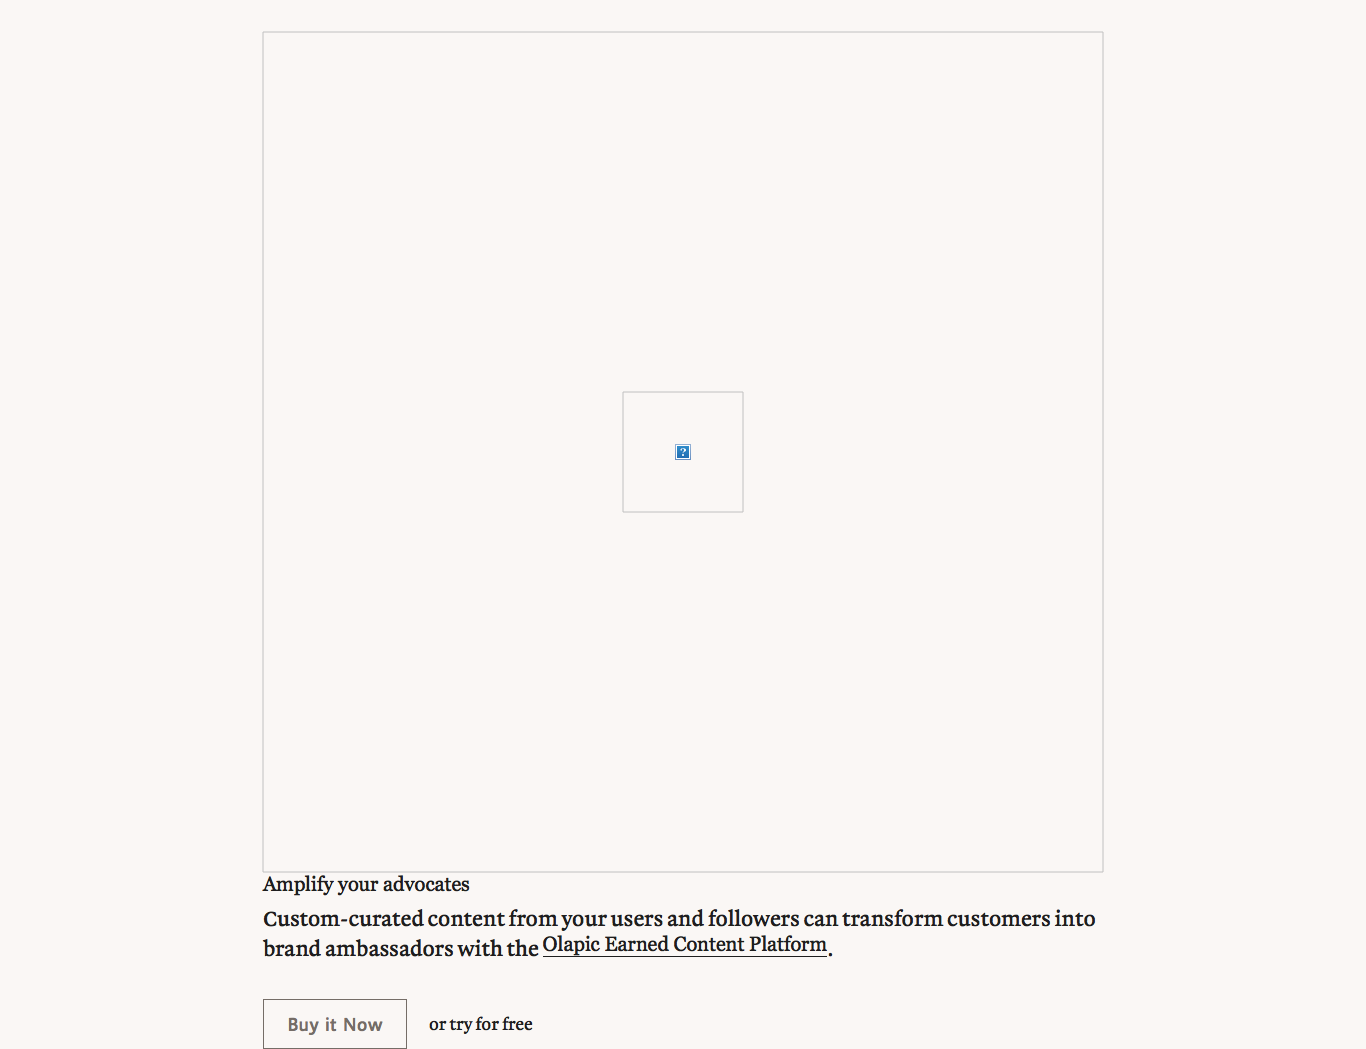 Amplify your advocates
Custom-curated content from your users and followers can transform customers into
brand ambassadors with the Olapic Earned Content Platform.
Buy it Now or try for free